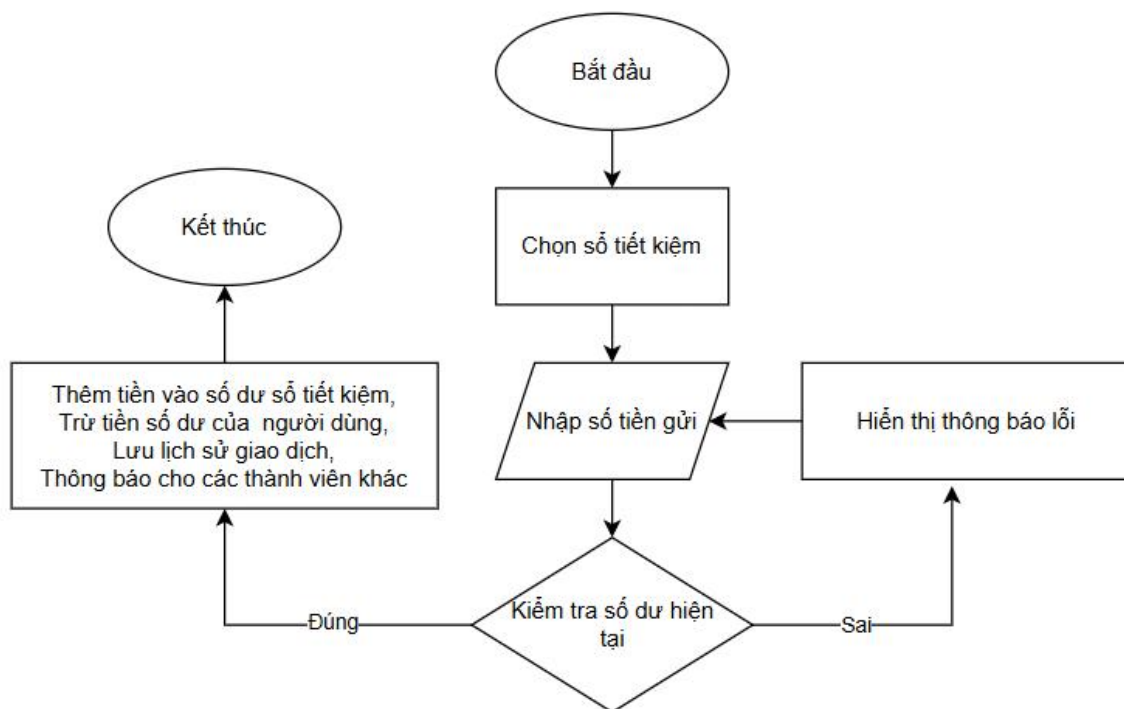 Bắt đầu
Kết thúc
Chọn sổ tiết kiệm
Thêm tiền vào số dư sổ tiết kiệm,
Trừ tiền số dư của người dùng,
Lưu lịch sử giao dịch,
Thông báo cho các thành viên khác
Nhập số tiền gửi
Hiển thị thông báo lỗi
Kiểm tra số dư hiện
tại
Đúng
Sai